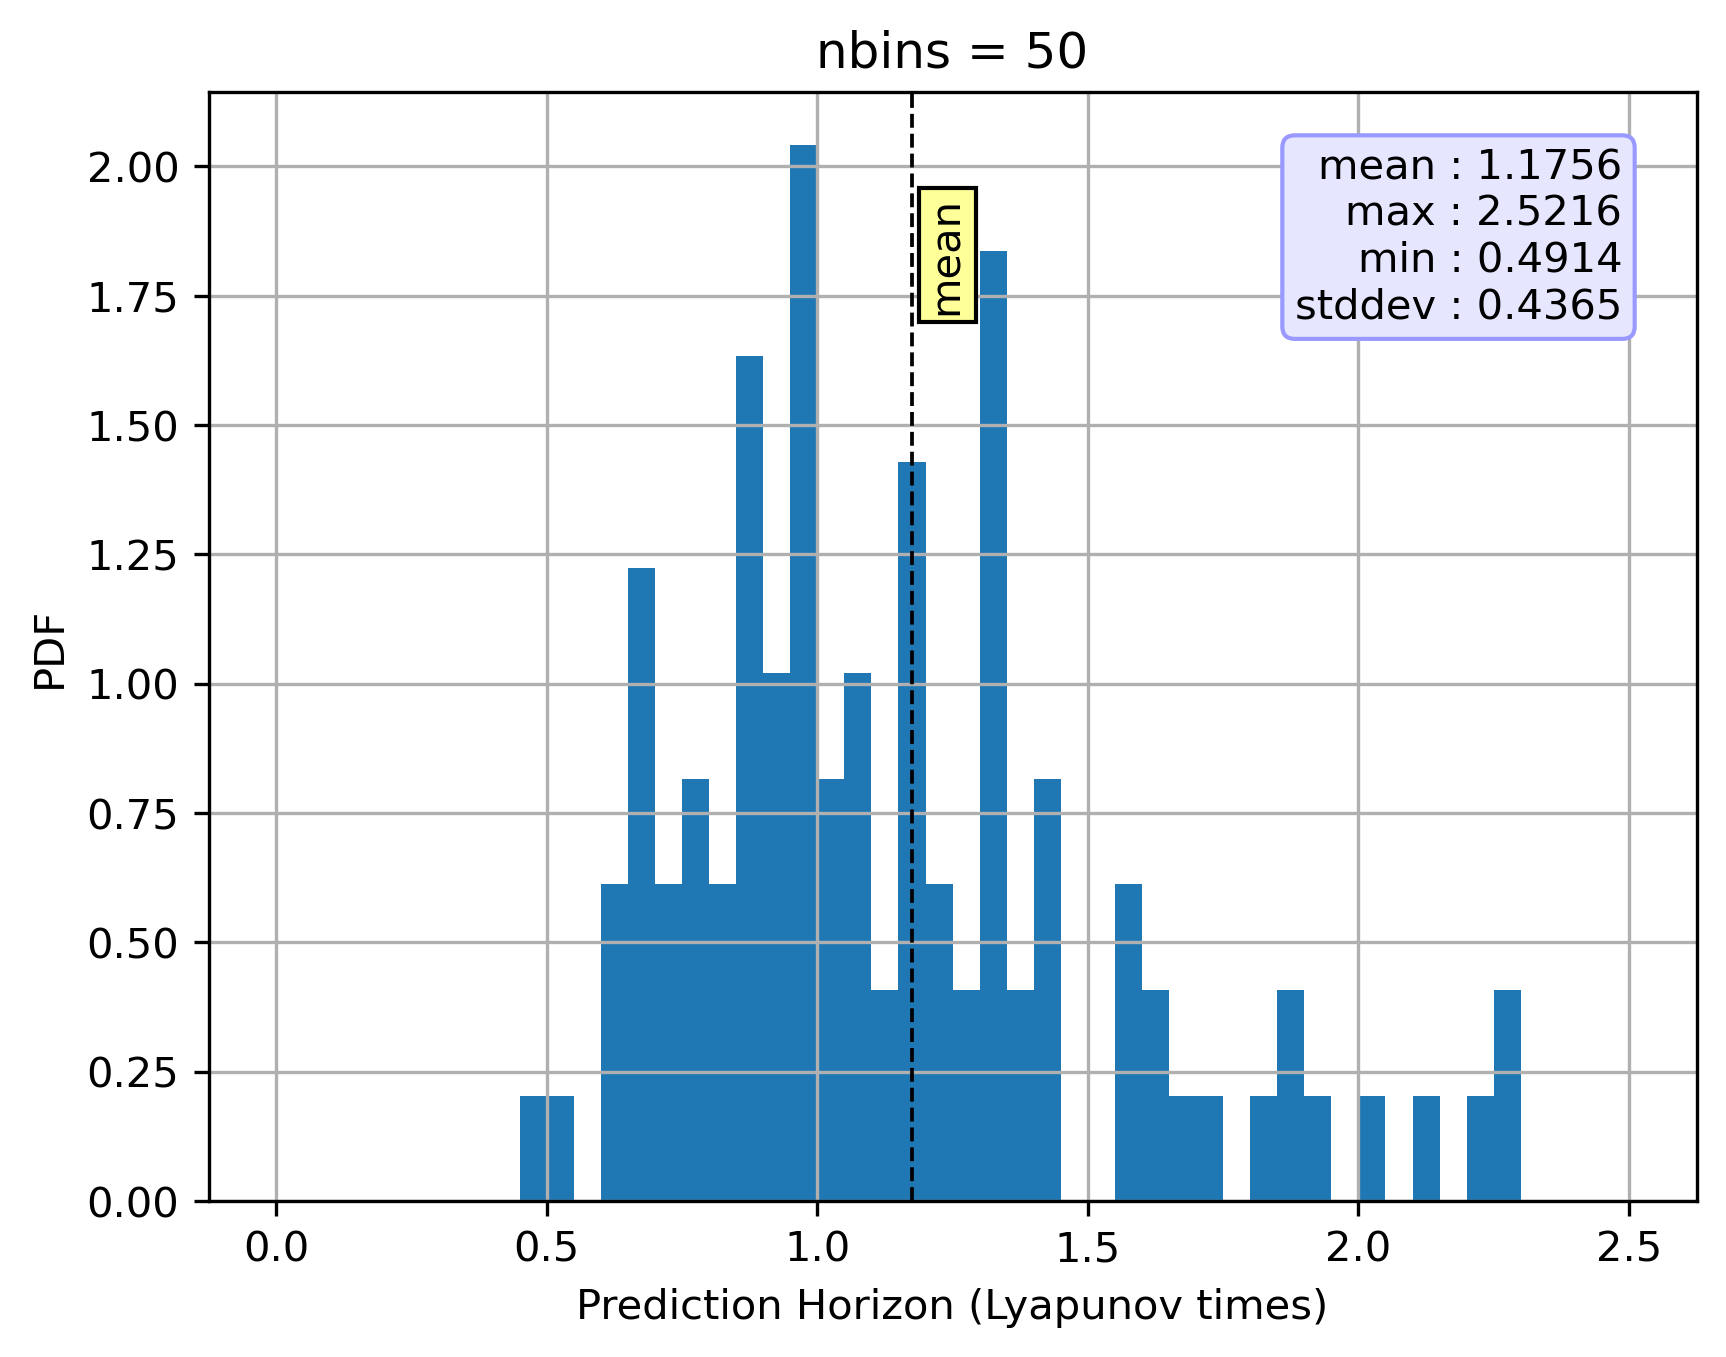 nbins = 50
mean : 1.1756
max : 2.5216
min : 0.4914
stddev : 0.4365
mean
PDF
2.00
1.75
1.50
1.25
1.00
0.75
0.50
0.25
0.00
0.0 0.5 1.0 1.5 2.0 2.5
Prediction Horizon (Lyapunov times)